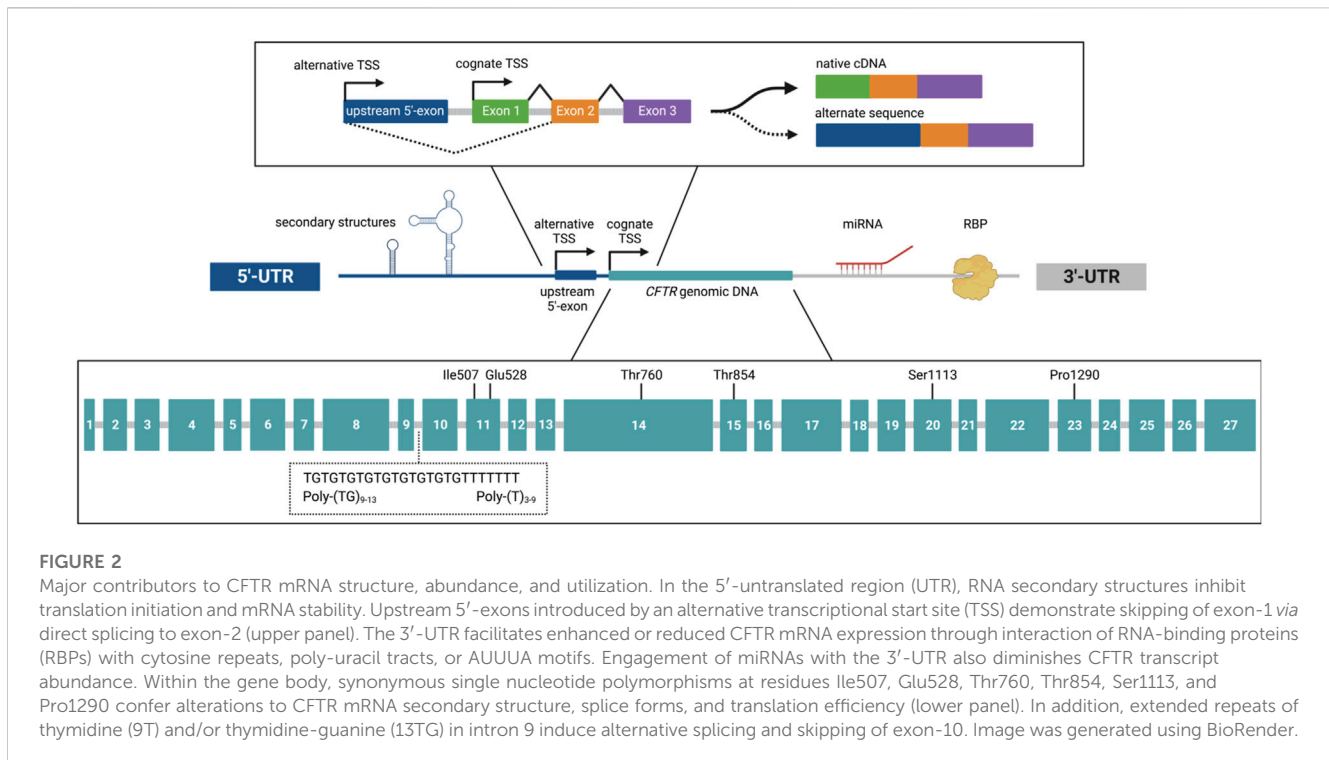 alternative TSS
cognate TSS
upstream 5'-exon
Exon 1
Exon 2
Exon 3
native cDNA
alternate sequence
secondary structures
alternative
TSS
cognate
TSS
miRNA
RBP
5'-UTR
upstream
5'-exon
CFTR genomic DNA
3'-UTR
Ile507
Glu528
Thr760
Thr854
Ser1113
Pro1290
1 2 3 4 5 6 7 8 9 10 11 12 13 14 15 16 17 18 19 20 21 22 23 24 25 26 27
TGTGTGTGTGTGTGTGTGTTTTTTT
Poly-(TG)9-13
Poly-(T)3-9
FIGURE 2
Major contributors to CFTR mRNA structure, abundance, and utilization. In the 5′-untranslated region (UTR), RNA secondary structures inhibit
translation initiation and mRNA stability. Upstream 5′-exons introduced by an alternative transcriptional start site (TSS) demonstrate skipping of exon-1 via
direct splicing to exon-2 (upper panel). The 3′-UTR facilitates enhanced or reduced CFTR mRNA expression through interaction of RNA-binding proteins
(RBPs) with cytosine repeats, poly-uracil tracts, or AUUUA motifs. Engagement of miRNAs with the 3′-UTR also diminishes CFTR transcript
abundance. Within the gene body, synonymous single nucleotide polymorphisms at residues Ile507, Glu528, Thr760, Thr854, Ser1113, and
Pro1290 confer alterations to CFTR mRNA secondary structure, splice forms, and translation efficiency (lower panel). In addition, extended repeats of
thymidine (9T) and/or thymidine-guanine (13TG) in intron 9 induce alternative splicing and skipping of exon-10. Image was generated using BioRender.